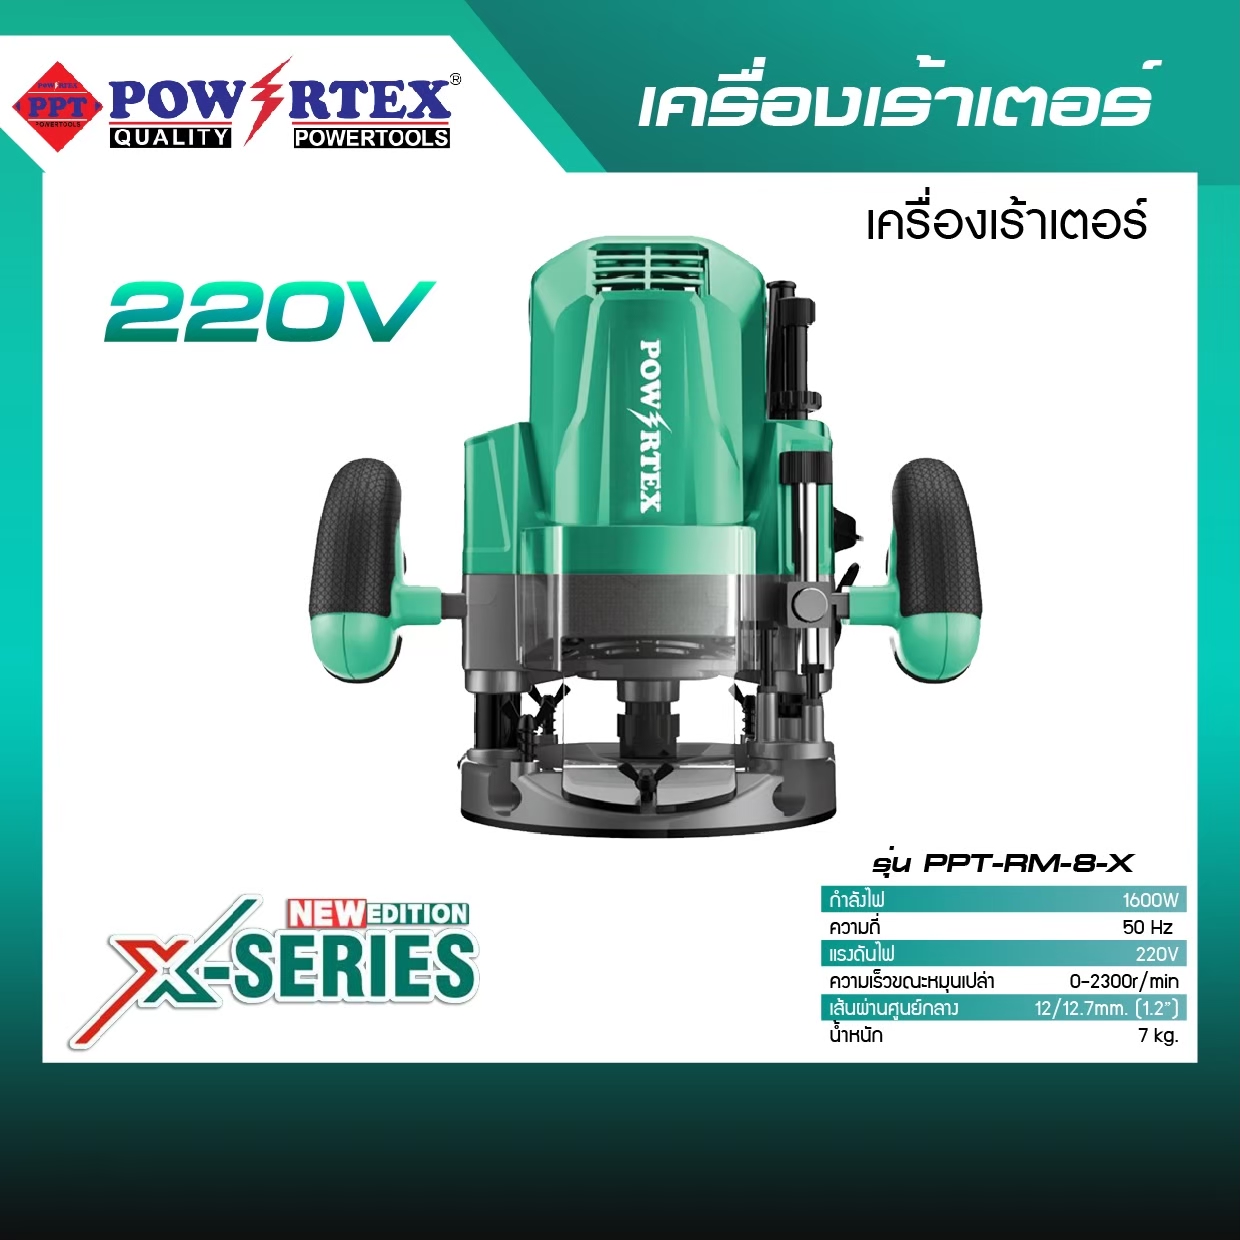 POWERTEX®
PPT
POWERTEX
POWERTOOLS
QUALITY POWERTOOLS
เครื่องเร้าเตอร์
เครื่องเร้าเตอร์
220V
POWERTEX
รุ่น PPT-RM-8-X
กำลังไฟ 1600W
ความถี่ 50 Hz
แรงดันไฟ 220V
ความเร็วขณะหมุนเปล่า 0-2300r/min
เส้นผ่านศูนย์กลาง 12/12.7mm. (1.2")
น้ำหนัก 7 kg.
NEW EDITION
X-SERIES